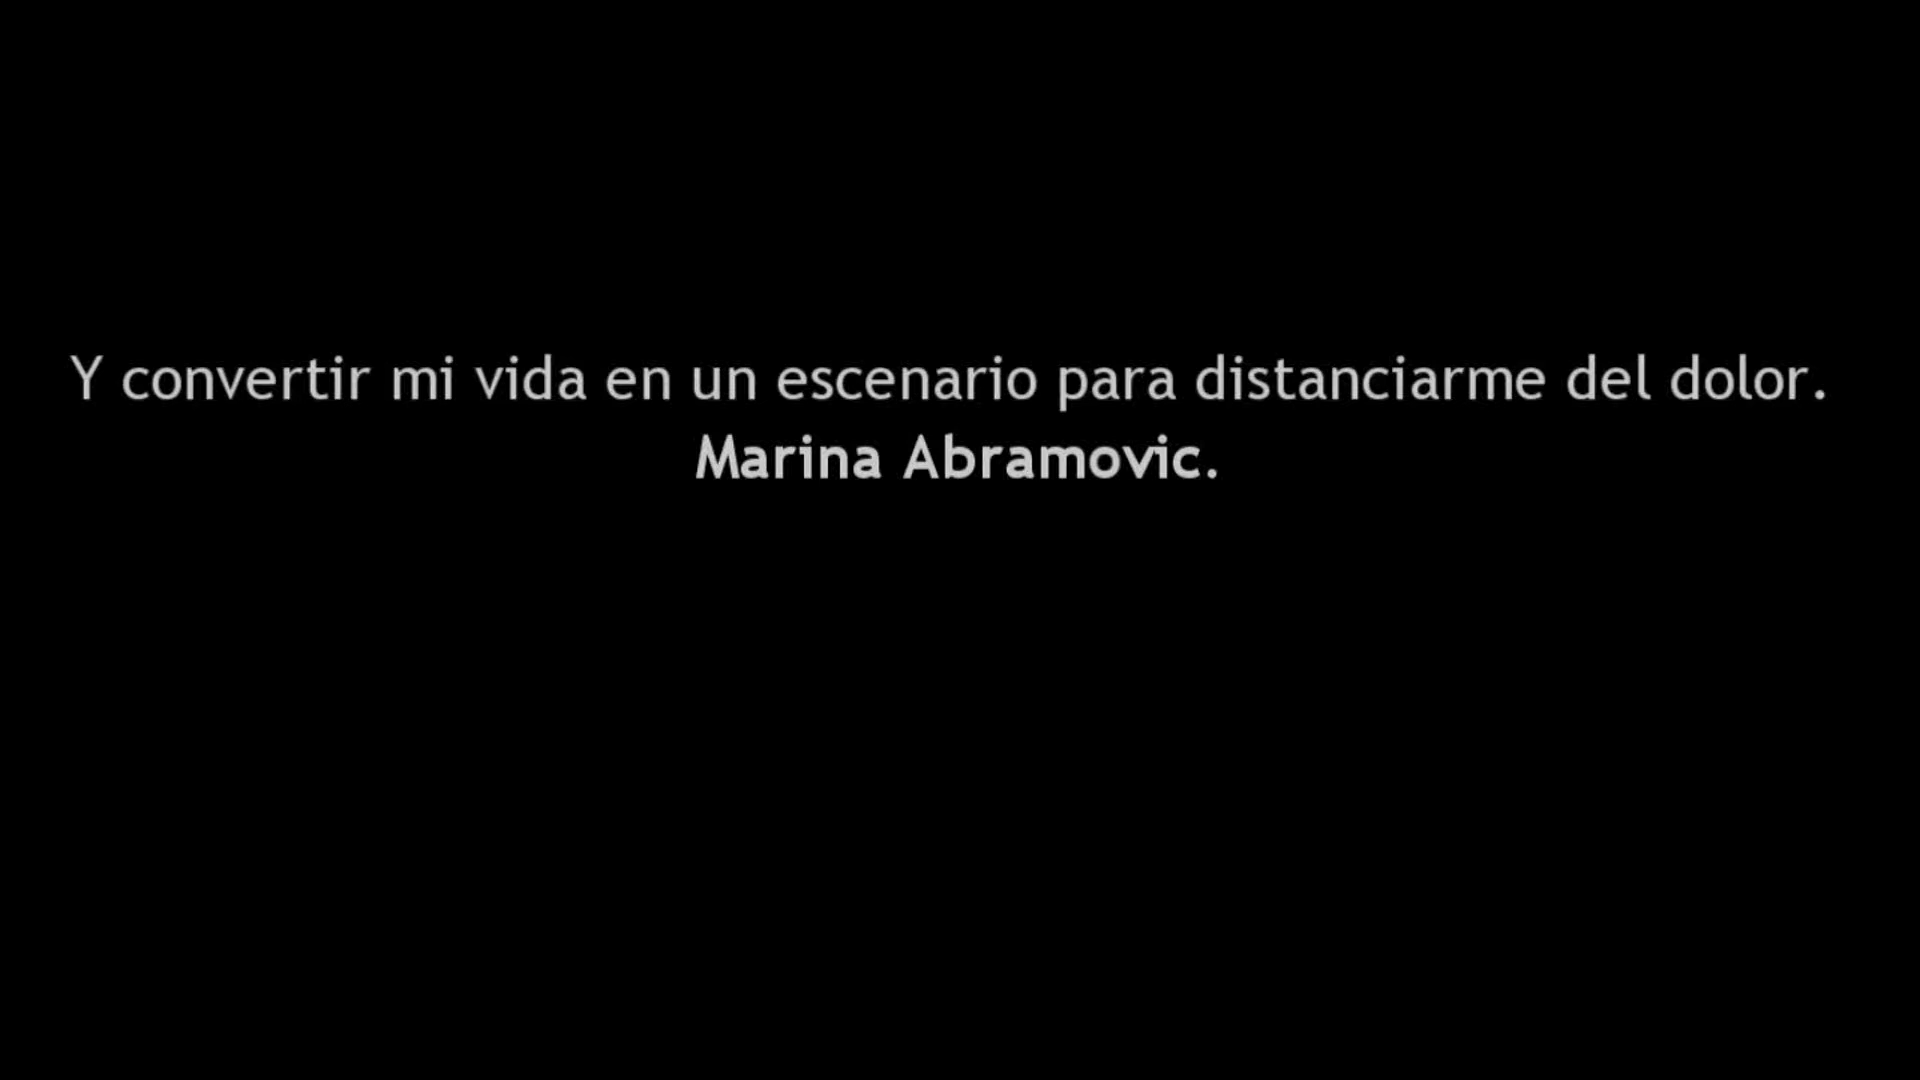 Y convertir mi vida en un escenario para distanciarme del dolor.
Marina Abramovic.